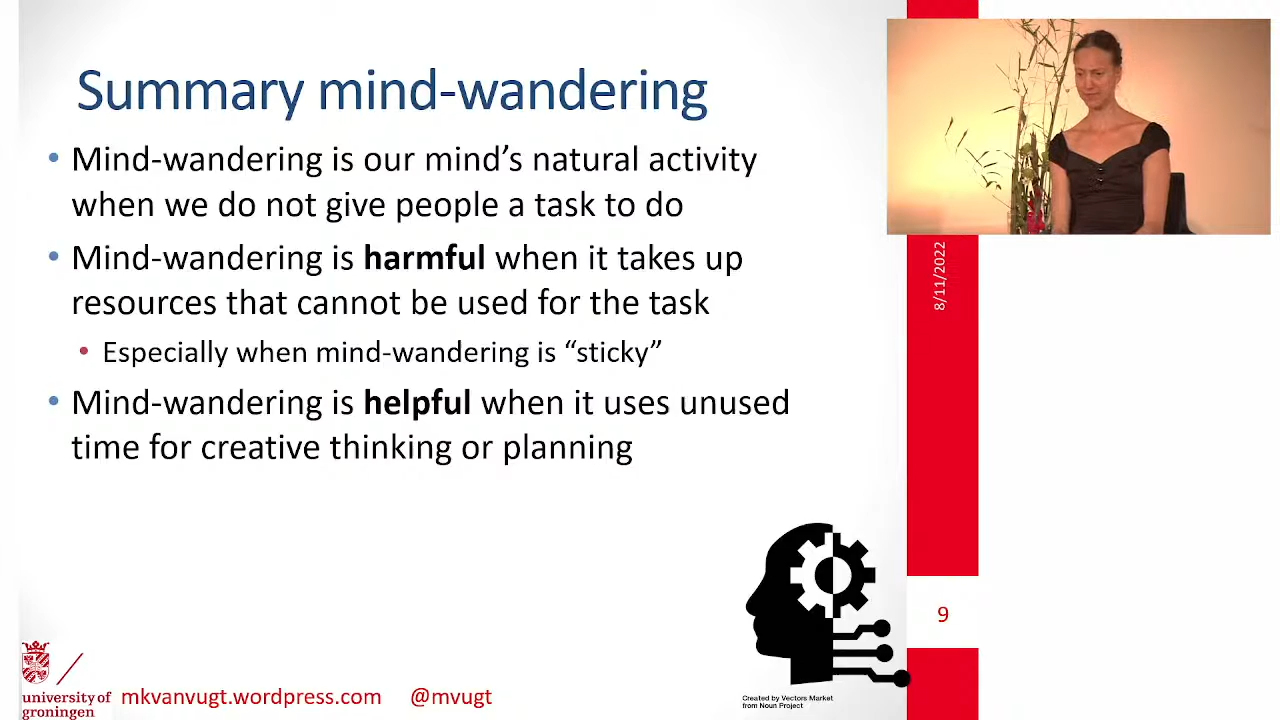 Summary mind-wandering
• Mind-wandering is our mind’s natural activity
when we do not give people a task to do
• Mind-wandering is harmful when it takes up
resources that cannot be used for the task
• Especially when mind-wandering is “sticky”
• Mind-wandering is helpful when it uses unused
time for creative thinking or planning
8/11/2022
9
Created by Vectors Market
from Noun Project
university of
groningen
mkvanvugt.wordpress.com @mvugt